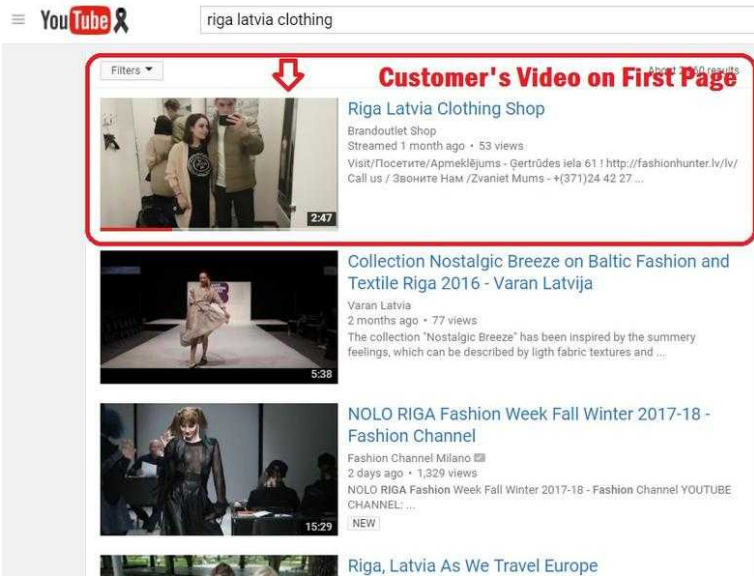 YouTube
riga latvia clothing
Filters
About results
Customer's Video on First Page
Riga Latvia Clothing Shop
Brandoutlet Shop
Streamed 1 month ago • 53 views
Visit/Посетите/Apmeklējums - Ģertrūdes iela 61 ! http://fashionhunter.lv/lv/
Call us / Звоните Нам /Zvaniet Mums - +(371)24 42 27 ...
2:47
Collection Nostalgic Breeze on Baltic Fashion and
Textile Riga 2016 - Varan Latvija
Varan Latvia
2 months ago • 77 views
The collection "Nostalgic Breeze" has been inspired by the summery
feelings, which can be described by ligth fabric textures and ...
5:38
NOLO RIGA Fashion Week Fall Winter 2017-18 -
Fashion Channel
Fashion Channel Milano
2 days ago • 1,329 views
NOLO RIGA Fashion Week Fall Winter 2017-18 - Fashion Channel YOUTUBE
CHANNEL: ...
NEW
15:29
Riga, Latvia As We Travel Europe